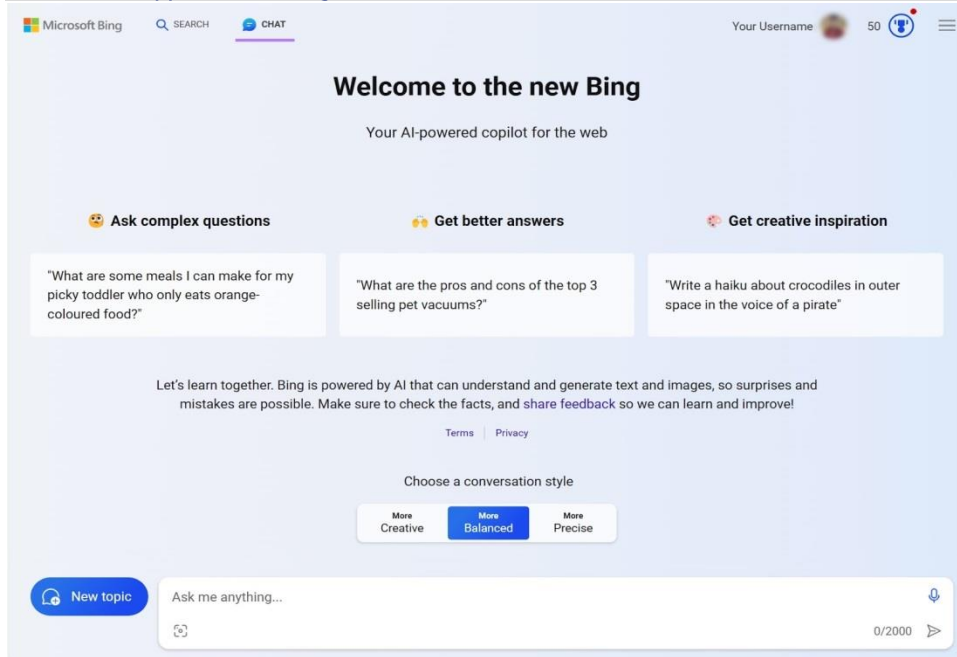 Microsoft Bing
SEARCH
CHAT
Your Username
50
Welcome to the new Bing
Your AI-powered copilot for the web
Ask complex questions
Get better answers
Get creative inspiration
"What are some meals I can make for my
picky toddler who only eats orange-
coloured food?"
"What are the pros and cons of the top 3
selling pet vacuums?"
"Write a haiku about crocodiles in outer
space in the voice of a pirate"
Let's learn together. Bing is powered by AI that can understand and generate text and images, so surprises and
mistakes are possible. Make sure to check the facts, and share feedback so we can learn and improve!
Terms
Privacy
Choose a conversation style
More
Creative
More
Balanced
More
Precise
New topic
Ask me anything...
0/2000